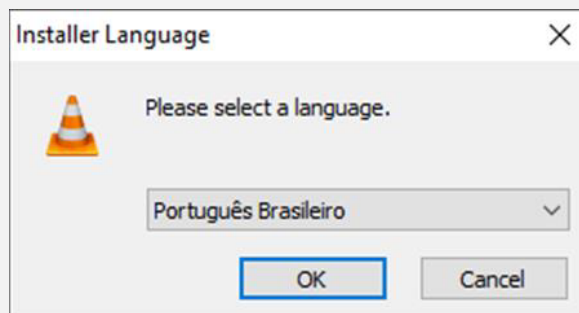 Installer Language
Please select a language.
Português Brasileiro
OK
Cancel